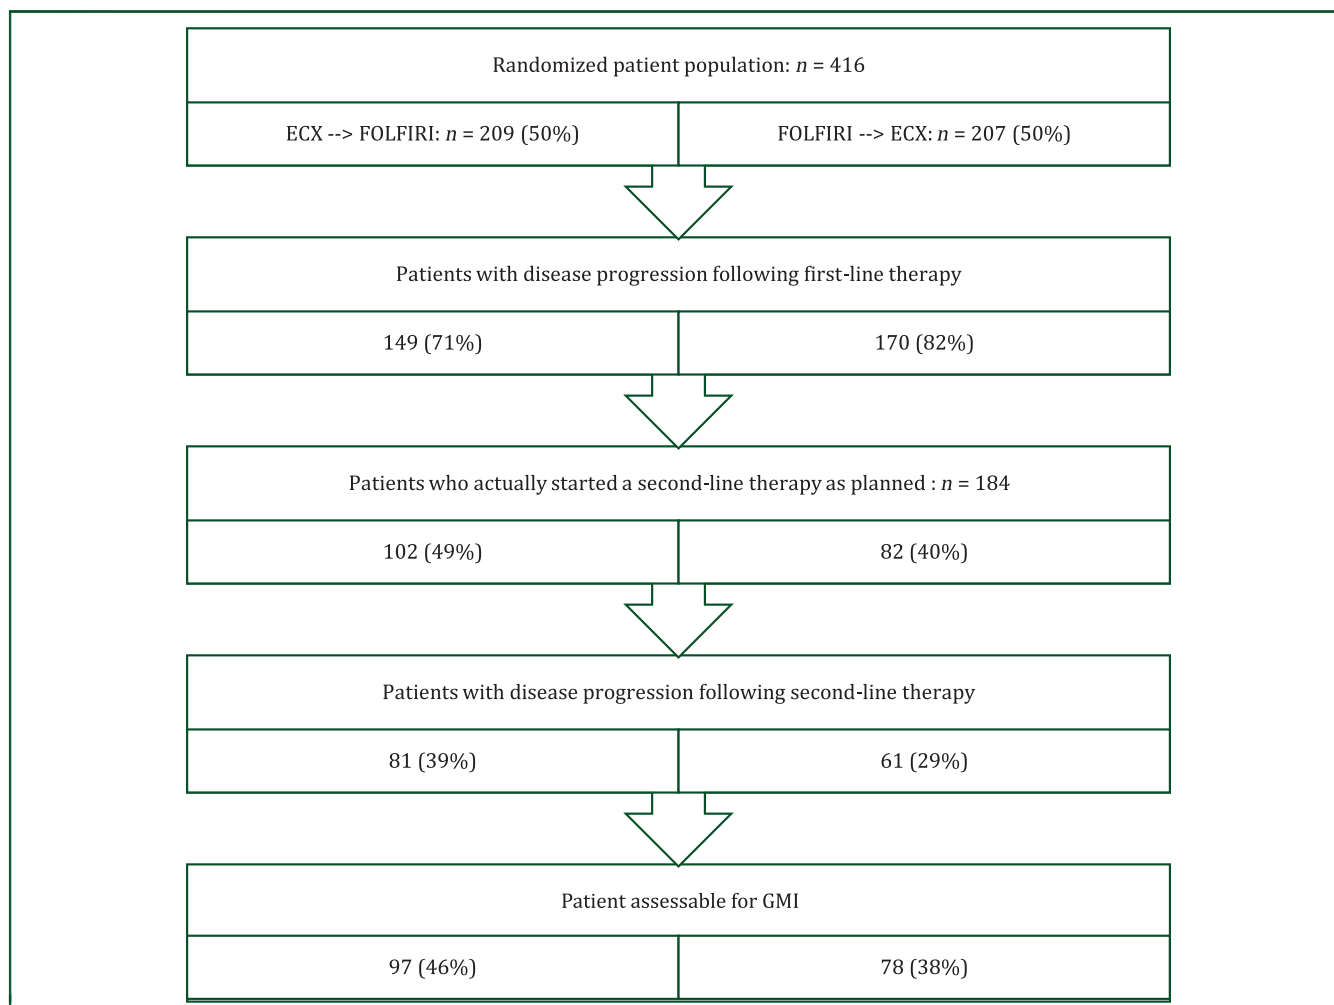 Randomized patient population: n = 416
ECX --> FOLFIRI: n = 209 (50%)
FOLFIRI --> ECX: n = 207 (50%)
Patients with disease progression following first-line therapy
149 (71%)
170 (82%)
Patients who actually started a second-line therapy as planned : n = 184
102 (49%)
82 (40%)
Patients with disease progression following second-line therapy
81 (39%)
61 (29%)
Patient assessable for GMI
97 (46%)
78 (38%)